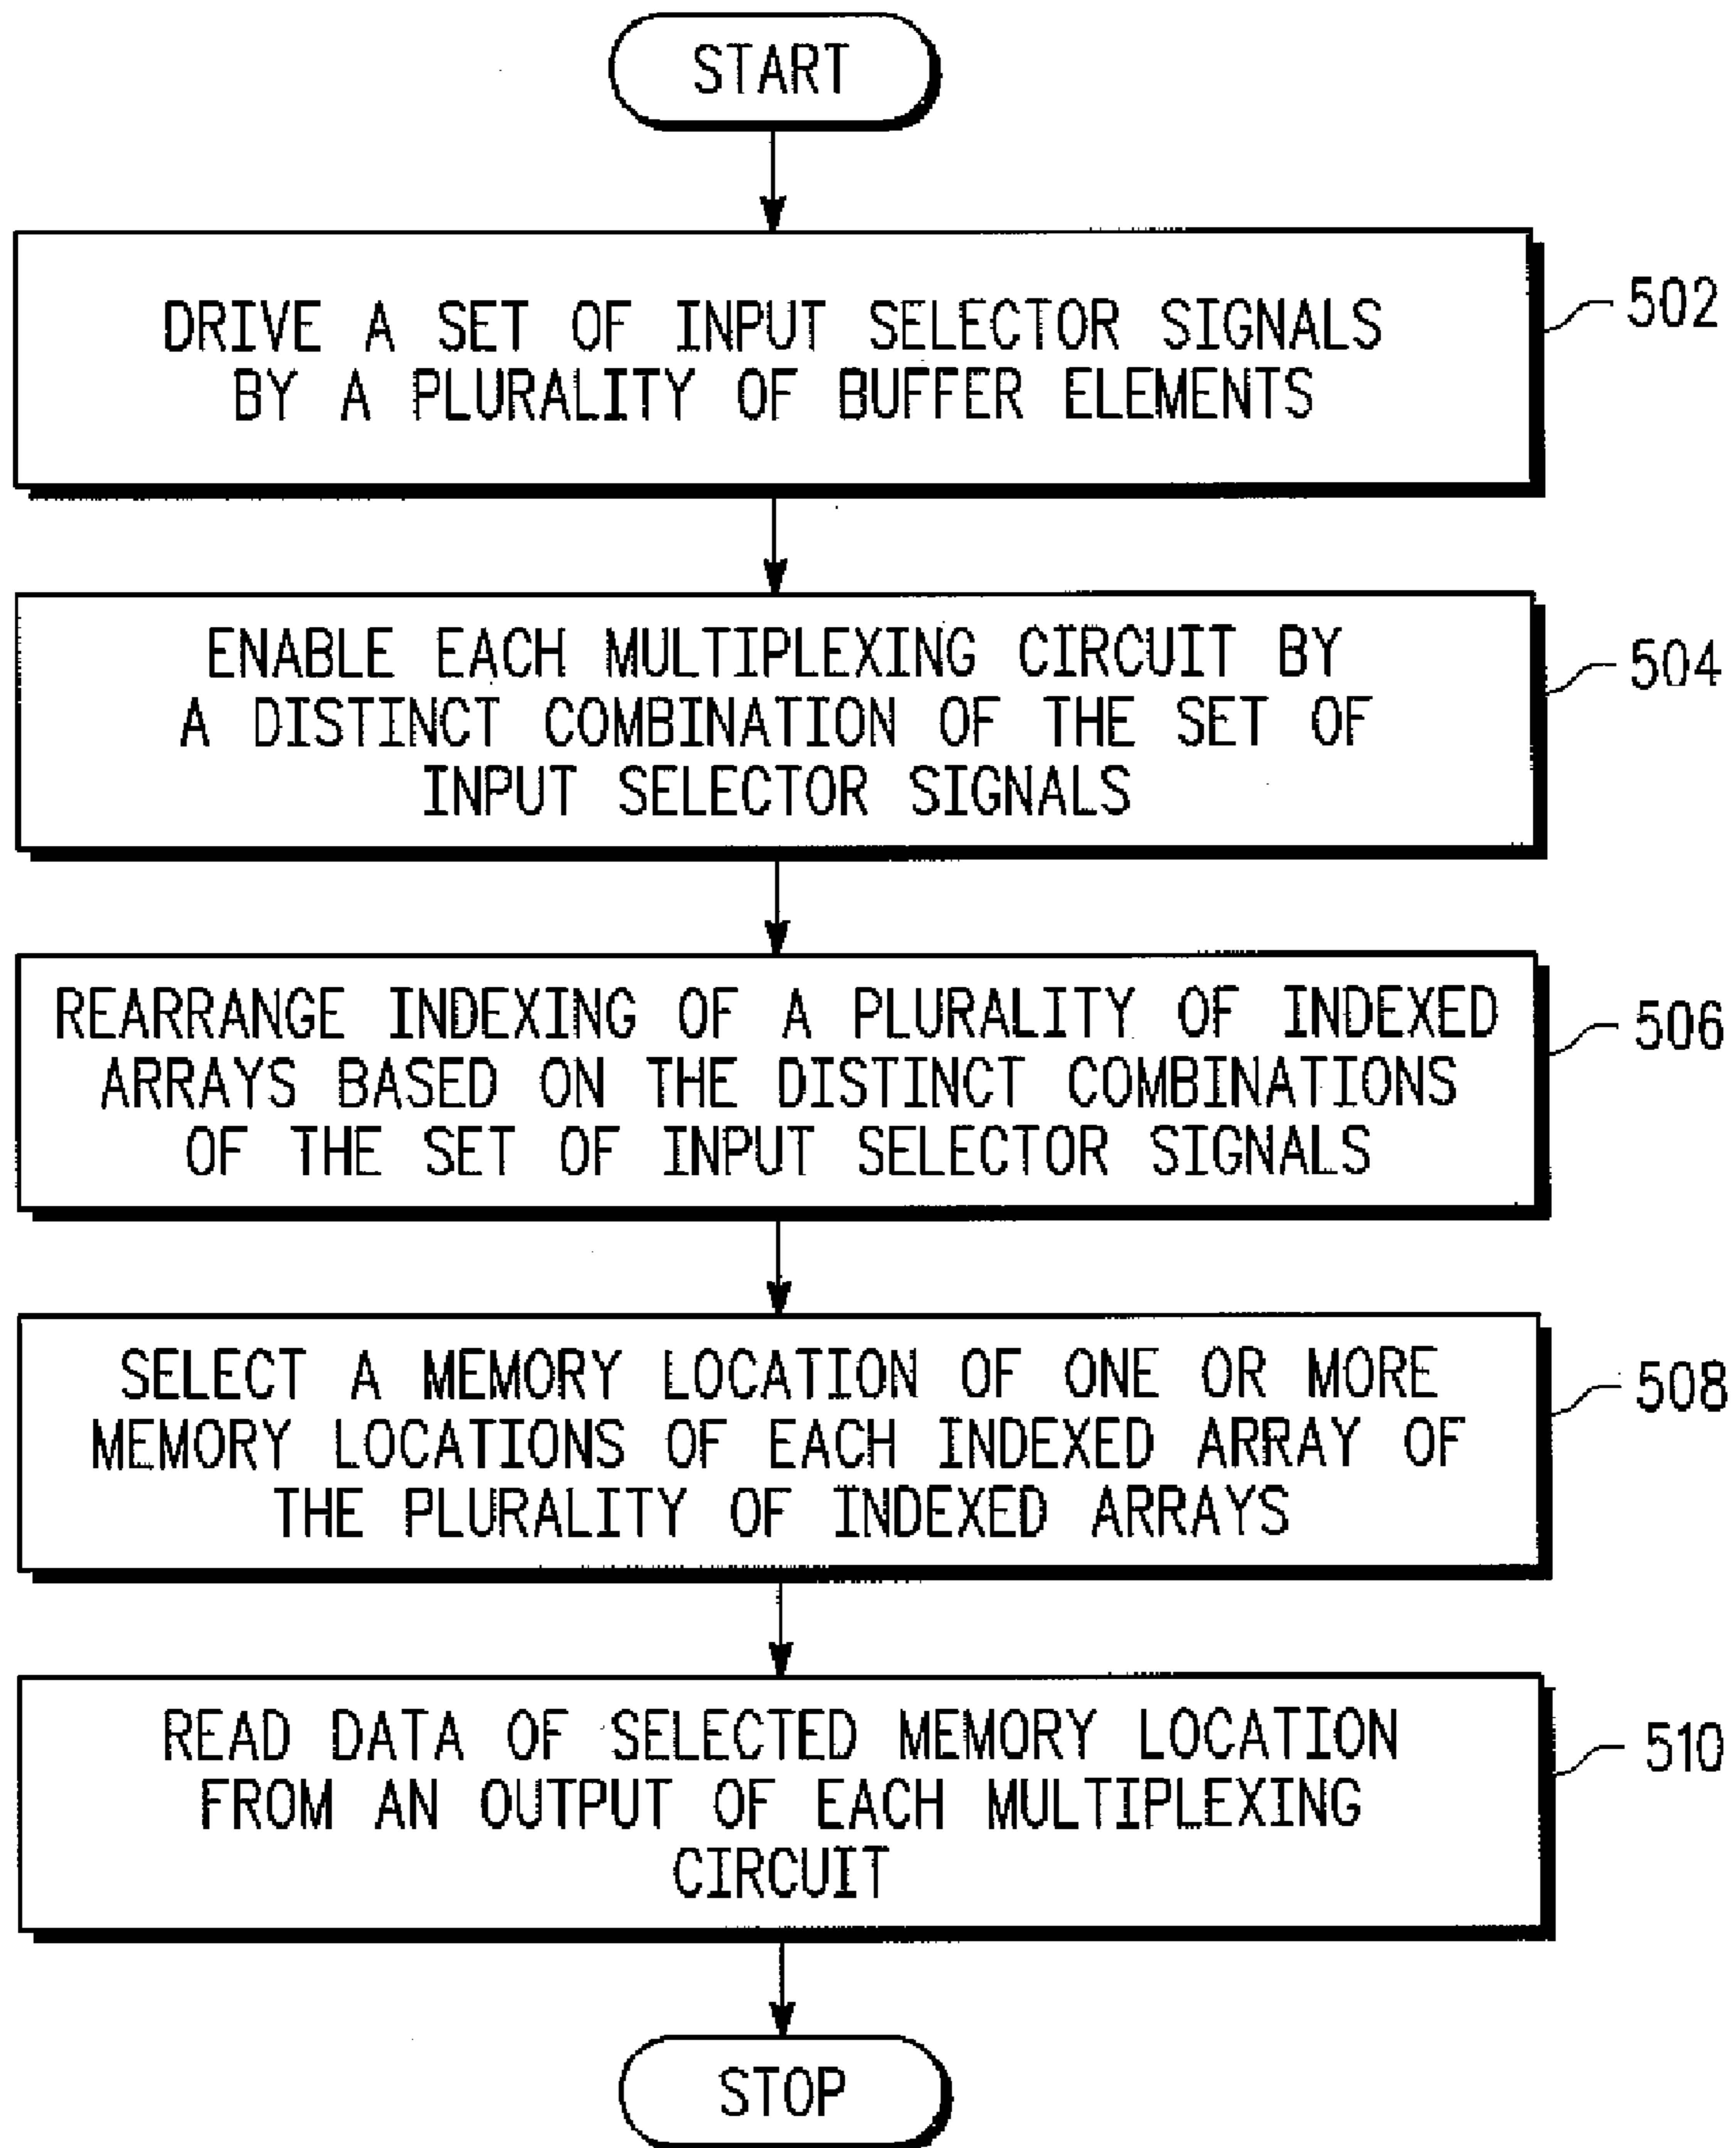 START
DRIVE A SET OF INPUT SELECTOR SIGNALS
BY A PLURALITY OF BUFFER ELEMENTS
502
ENABLE EACH MULTIPLEXING CIRCUIT BY
A DISTINCT COMBINATION OF THE SET OF
INPUT SELECTOR SIGNALS
504
REARRANGE INDEXING OF A PLURALITY OF INDEXED
ARRAYS BASED ON THE DISTINCT COMBINATIONS
OF THE SET OF INPUT SELECTOR SIGNALS
506
SELECT A MEMORY LOCATION OF ONE OR MORE
MEMORY LOCATIONS OF EACH INDEXED ARRAY OF
THE PLURALITY OF INDEXED ARRAYS
508
READ DATA OF SELECTED MEMORY LOCATION
FROM AN OUTPUT OF EACH MULTIPLEXING
CIRCUIT
510
STOP